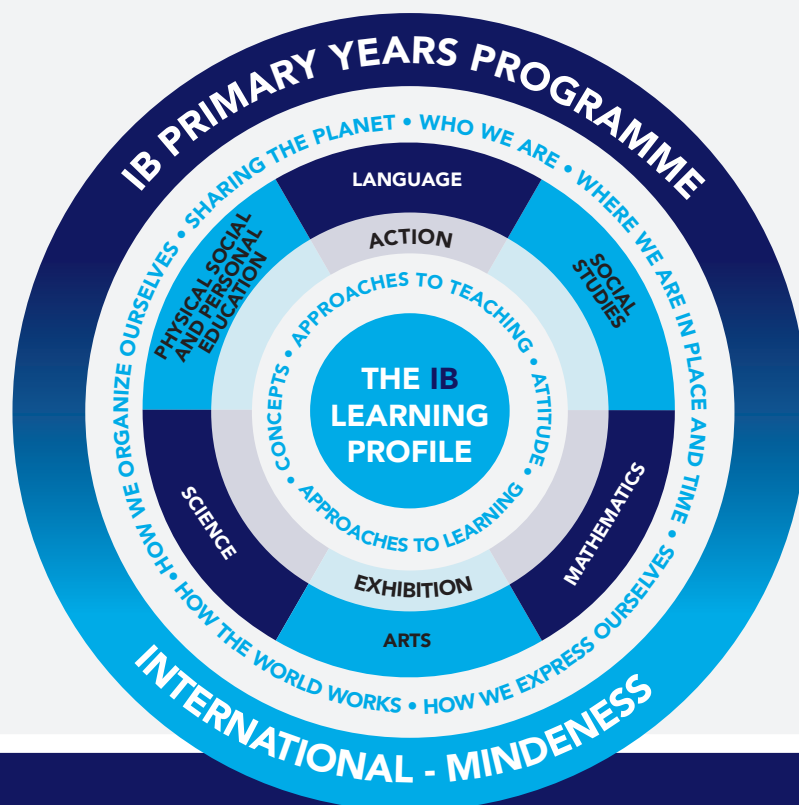 IB PRIMARY YEARS PROGRAMME
SHARING THE PLANET • WHO WE ARE • WHERE WE ARE IN PLACE AND TIME • HOW WE EXPRESS OURSELVES • HOW THE WORLD WORKS • HOW WE ORGANIZE OURSELVES •
LANGUAGE
SOCIAL
STUDIES
MATHEMATICS
ARTS
SCIENCE
PHYSICAL SOCIAL
AND PERSONAL
EDUCATION
ACTION
EXHIBITION
APPROACHES TO TEACHING • ATTITUDE • APPROACHES TO LEARNING • CONCEPTS •
THE IB
LEARNING
PROFILE
INTERNATIONAL - MINDENESS